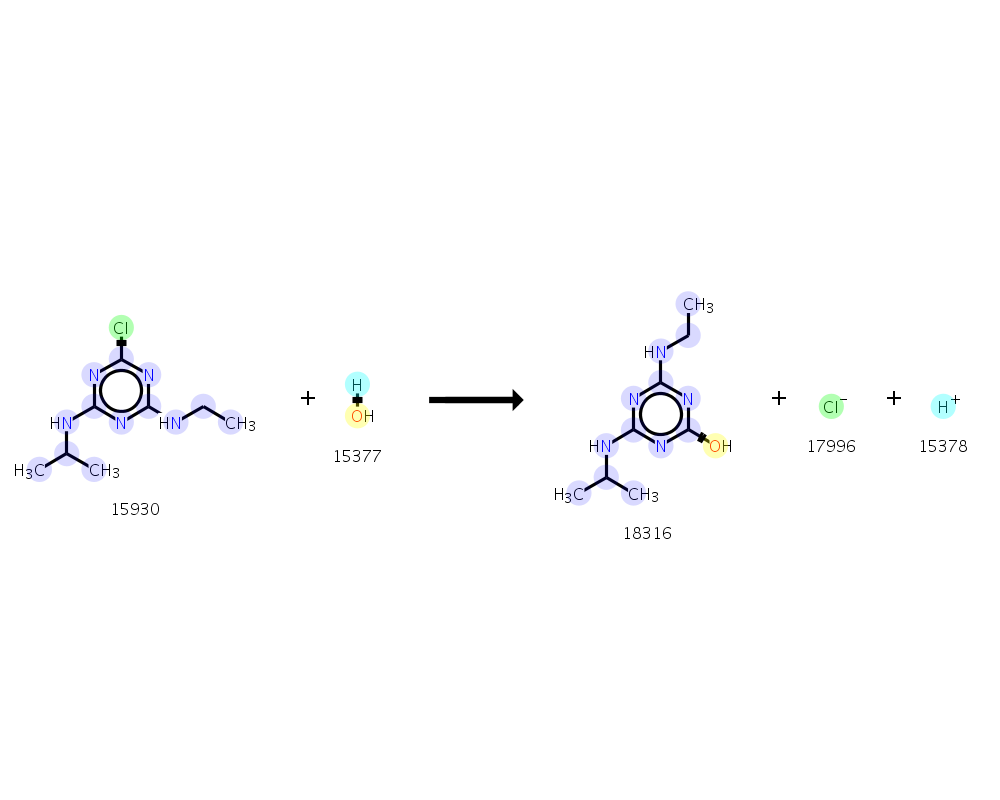 Cl
N N
N
HN HN CH3
H3C CH3
15930
+
H
OH
15377
CH3
HN
N N
N
HN OH
H3C CH3
18316
+
Cl−
17996
+
H+
15378